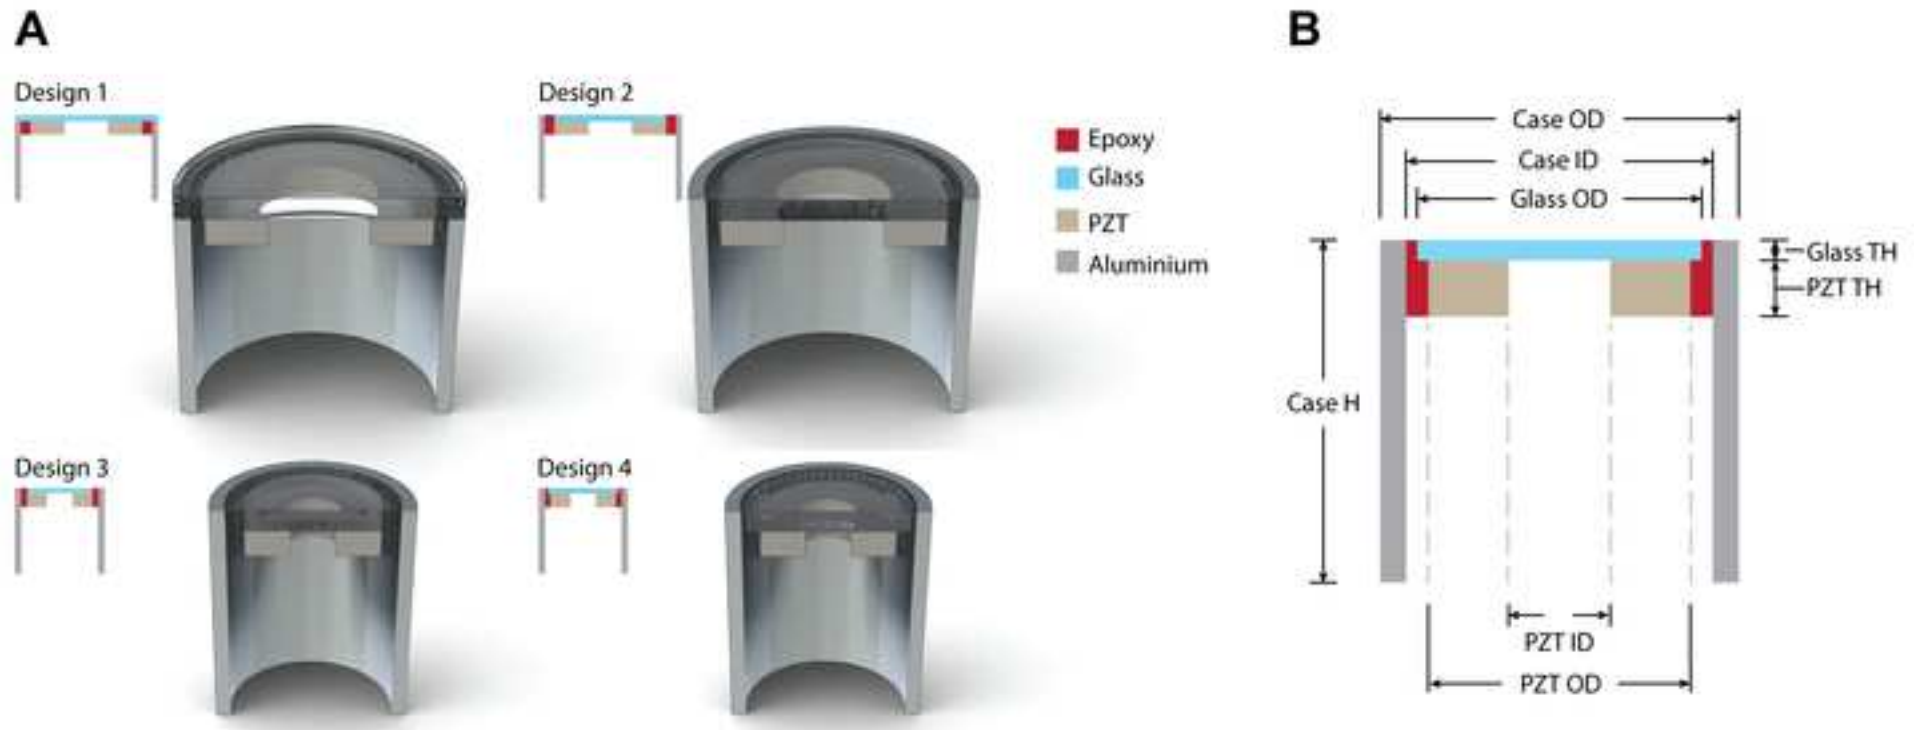 A
B
Design 1
Design 2
Epoxy
Glass
PZT
Aluminium
Design 3
Design 4
Case OD
Case ID
Glass OD
Glass TH
PZT TH
Case H
PZT ID
PZT OD